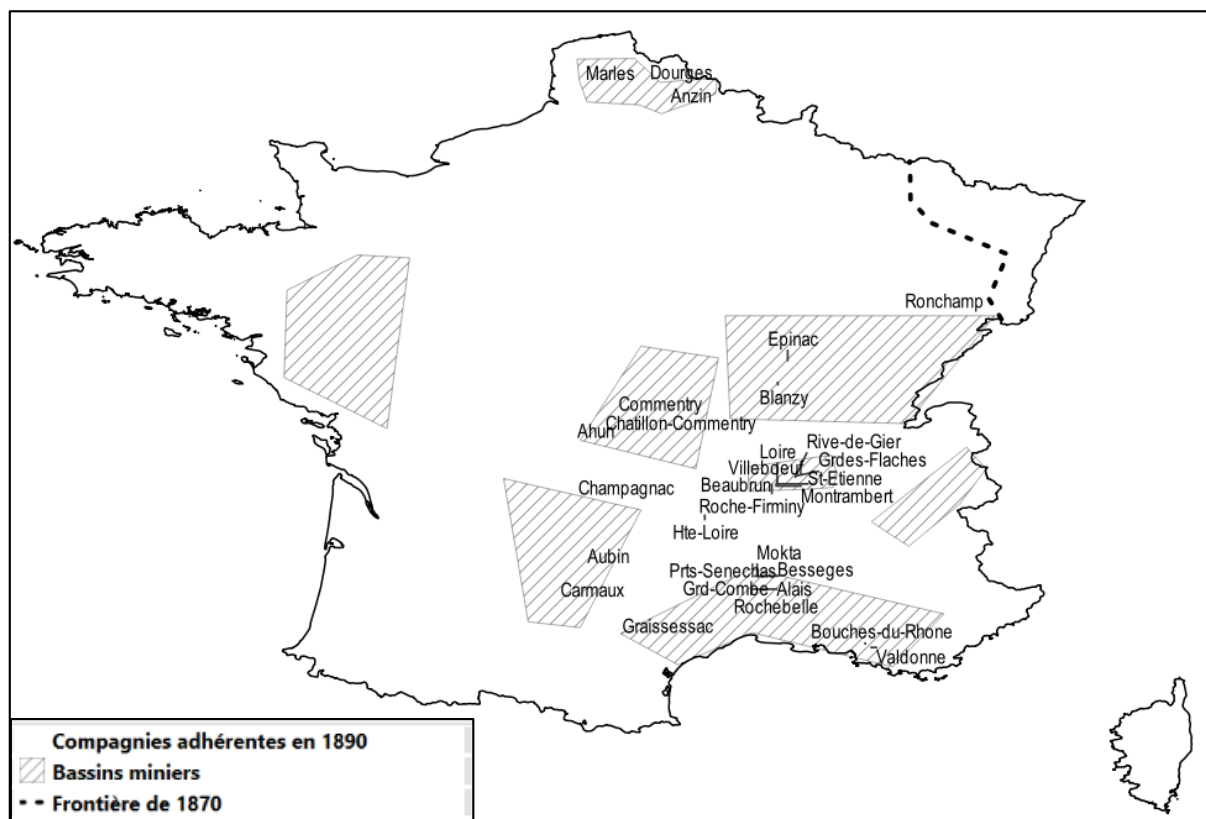 Marles
Dourges
Anzin
Ronchamp
Epinac
Blanzy
Commentry
Chatillon-Commentry
Ahun
Rive-de-Gier
Loire
Grdes-Flaches
Villeboeuf
St-Etienne
Beaubrun
Montrambert
Champagnac
Roche-Firminy
Hte-Loire
Mokta
Aubin
Prts-Senechas
Besseges
Carmaux
Grd-Combe
Alais
Rochebelle
Graissessac
Bouches-du-Rhone
Valdonne
Compagnies adhérentes en 1890
Bassins miniers
Frontière de 1870